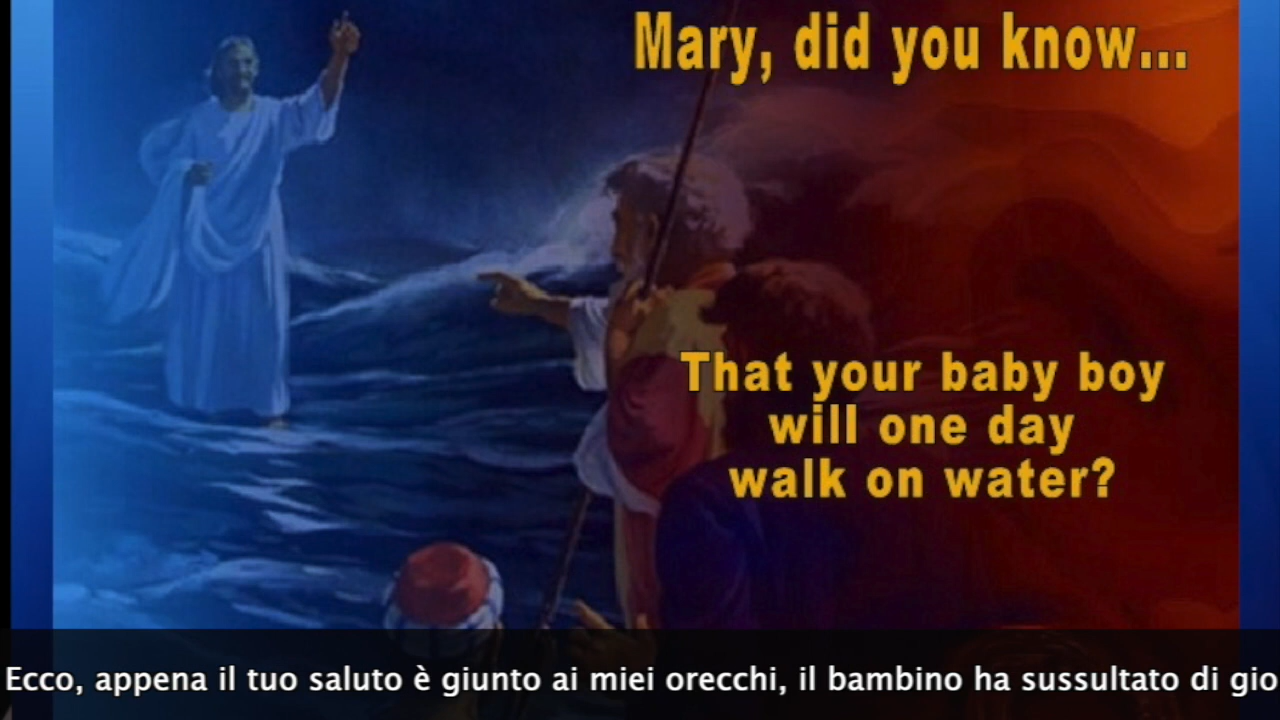 Mary, did you know...
That your baby boy
will one day
walk on water?
Ecco, appena il tuo saluto è giunto ai miei orecchi, il bambino ha sussultato di gio